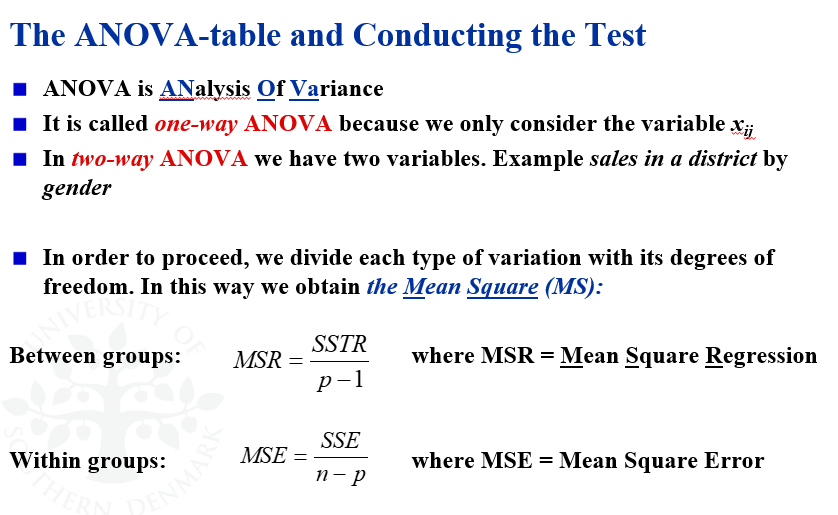 The ANOVA-table and Conducting the Test
ANOVA is ANalysis Of Variance
It is called one-way ANOVA because we only consider the variable xij
In two-way ANOVA we have two variables. Example sales in a district by
gender
In order to proceed, we divide each type of variation with its degrees of
freedom. In this way we obtain the Mean Square (MS):
Between groups: MSR = SSTR / p − 1 where MSR = Mean Square Regression
Within groups: MSE = SSE / n − p where MSE = Mean Square Error
UNIVERSITY OF
SOUTHERN DENMARK